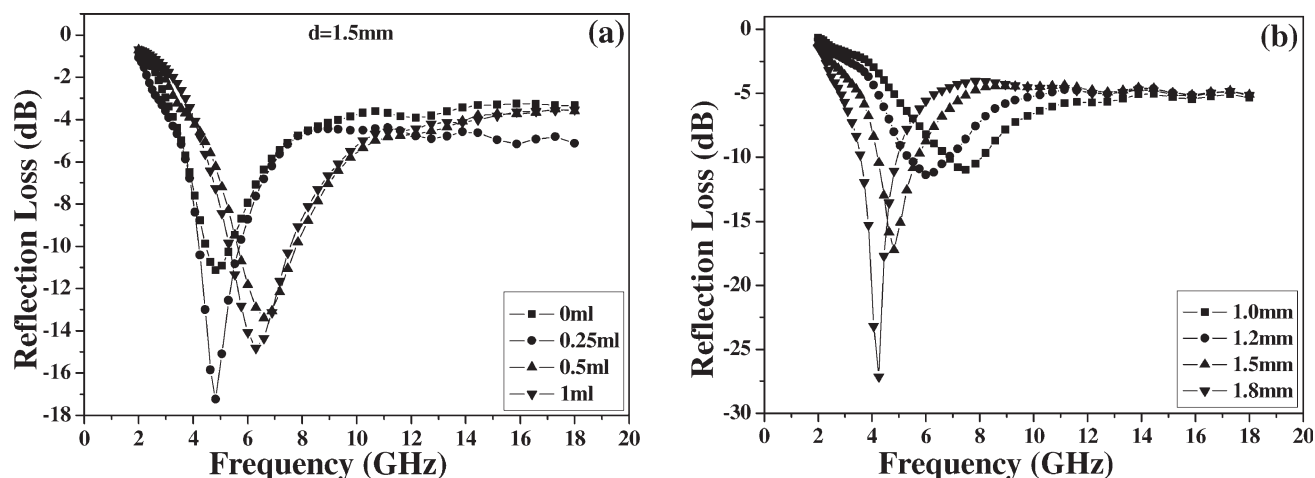 d=1.5mm
(a)
0
-2
-4
-6
-8
-10
-12
-14
-16
-18
Reflection Loss (dB)
0ml
0.25ml
0.5ml
1ml
0 2 4 6 8 10 12 14 16 18 20
Frequency (GHz)
(b)
0
-5
-10
-15
-20
-25
-30
Reflection Loss (dB)
1.0mm
1.2mm
1.5mm
1.8mm
0 2 4 6 8 10 12 14 16 18 20
Frequency (GHz)